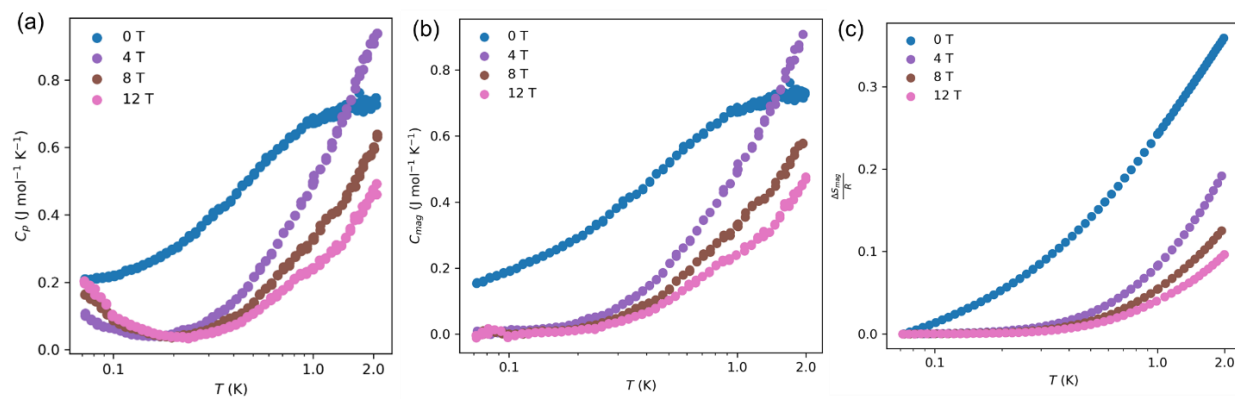 (a)
0 T
4 T
8 T
12 T
C_p (J mol⁻¹ K⁻¹)
0.8
0.6
0.4
0.2
0.0
0.1
1.0
2.0
T (K)
(b)
0 T
4 T
8 T
12 T
C_mag (J mol⁻¹ K⁻¹)
0.8
0.6
0.4
0.2
0.0
0.1
1.0
2.0
T (K)
(c)
0 T
4 T
8 T
12 T
ΔS_mag
R
0.3
0.2
0.1
0.0
0.1
1.0
2.0
T (K)